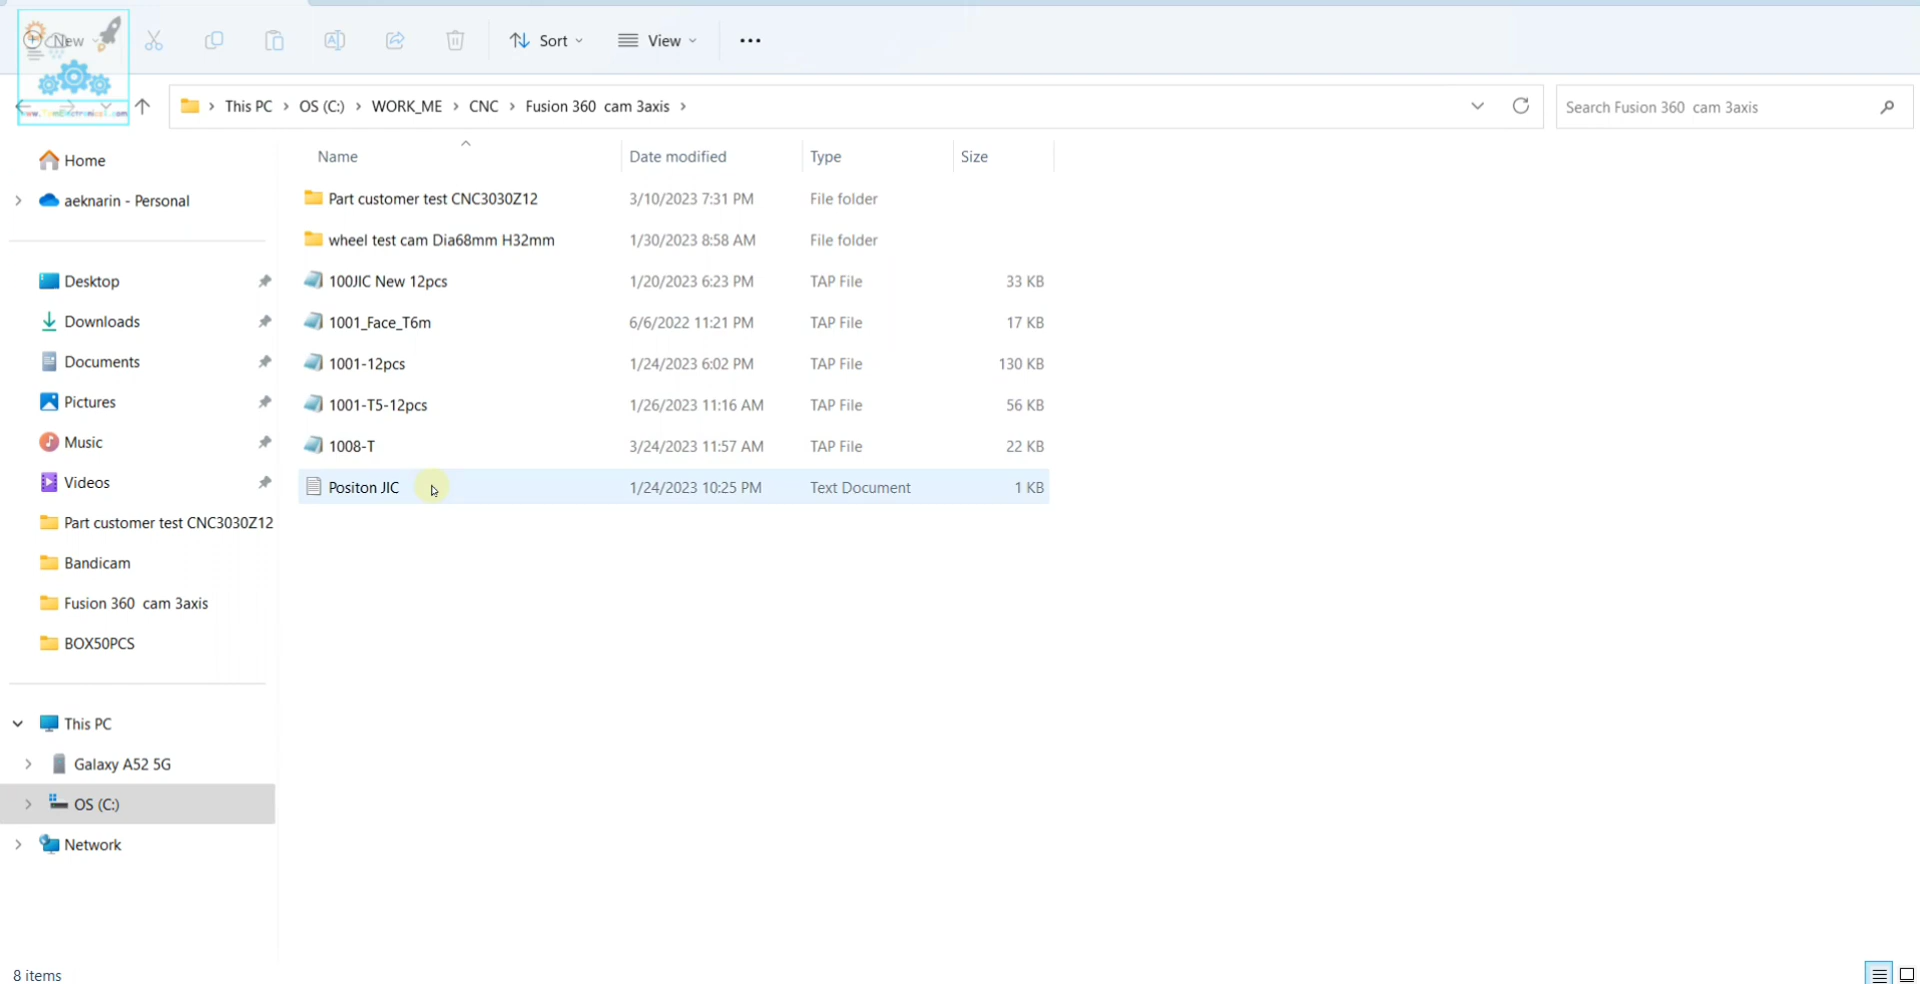 New
Sort
View
This PC > OS (C:) > WORK_ME > CNC > Fusion 360 cam 3axis >
Search Fusion 360 cam 3axis
Name Date modified Type Size
Home
aeknarin - Personal
Desktop
Downloads
Documents
Pictures
Music
Videos
Part customer test CNC3030Z12
Bandicam
Fusion 360 cam 3axis
BOX50PCS
This PC
Galaxy A52 5G
OS (C:)
Network
Part customer test CNC3030Z12 3/10/2023 7:31 PM File folder
wheel test cam Dia68mm H32mm 1/30/2023 8:58 AM File folder
100JIC New 12pcs 1/20/2023 6:23 PM TAP File 33 KB
1001_Face_T6m 6/6/2022 11:21 PM TAP File 17 KB
1001-12pcs 1/24/2023 6:02 PM TAP File 130 KB
1001-T5-12pcs 1/26/2023 11:16 AM TAP File 56 KB
1008-T 3/24/2023 11:57 AM TAP File 22 KB
Positon JIC 1/24/2023 10:25 PM Text Document 1 KB
8 items